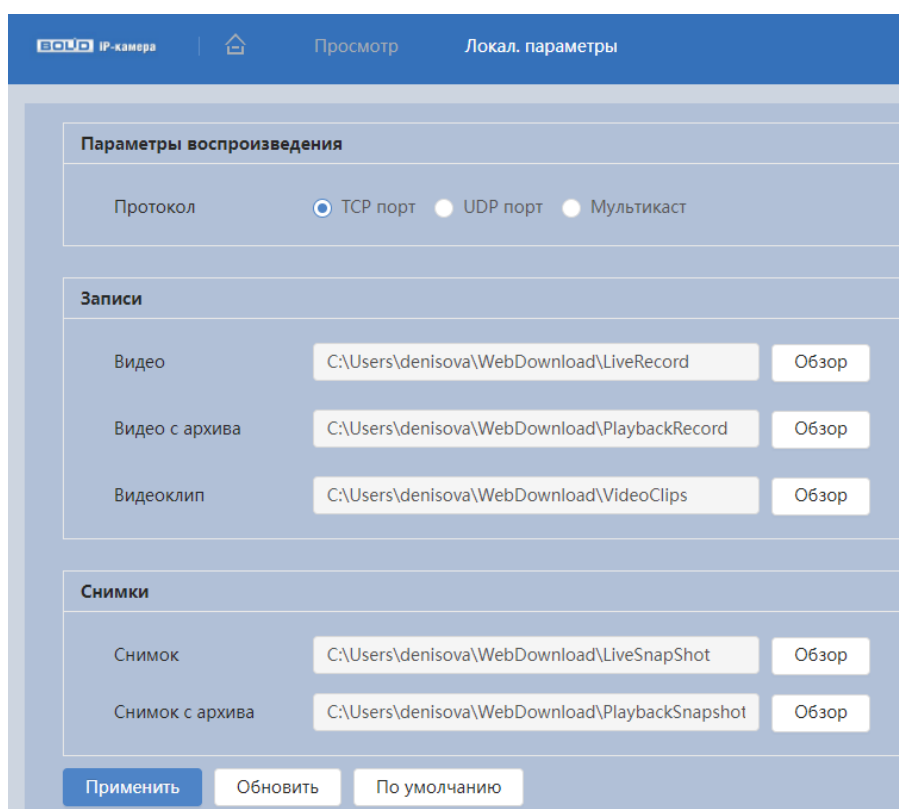 BOLID IP-камера Просмотр Локал. параметры
Параметры воспроизведения
Протокол TCP порт UDP порт Мультикаст
Записи
Видео C:\Users\denisova\WebDownload\LiveRecord Обзор
Видео с архива C:\Users\denisova\WebDownload\PlaybackRecord Обзор
Видеоклип C:\Users\denisova\WebDownload\VideoClips Обзор
Снимки
Снимок C:\Users\denisova\WebDownload\LiveSnapShot Обзор
Снимок с архива C:\Users\denisova\WebDownload\PlaybackSnapshot Обзор
Применить Обновить По умолчанию